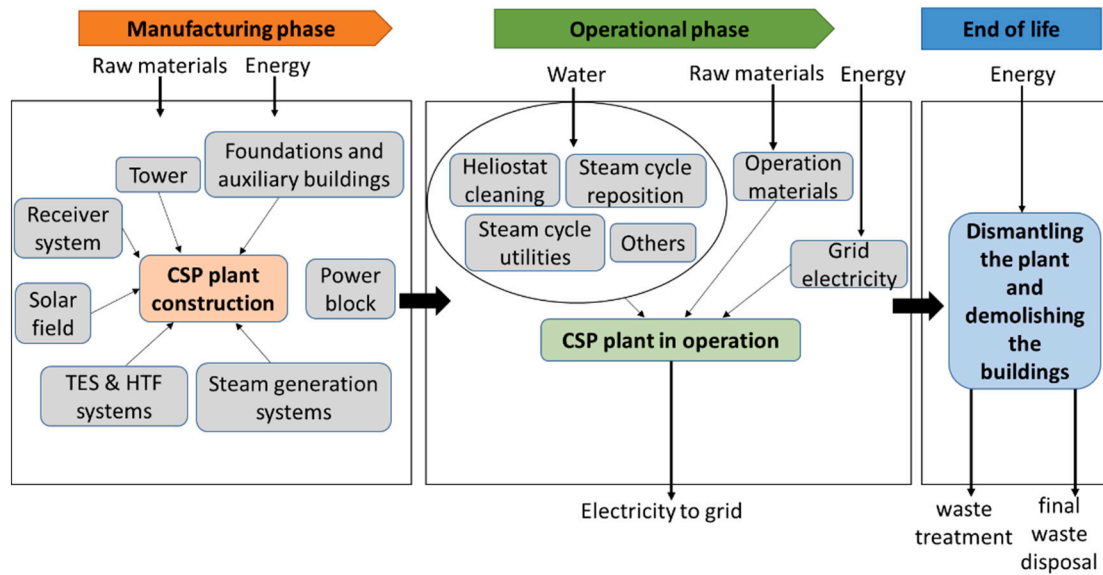 Manufacturing phase
Operational phase
End of life
Raw materials
Energy
Water
Raw materials
Energy
Energy
Foundations and
auxiliary buildings
Tower
Receiver
system
CSP plant
construction
Power
block
Solar
field
TES & HTF
systems
Steam generation
systems
Heliostat
cleaning
Steam cycle
reposition
Steam cycle
utilities
Others
Operation
materials
Grid
electricity
CSP plant in operation
Electricity to grid
Dismantling
the plant
and
demolishing
the
buildings
waste
treatment
final
waste
disposal